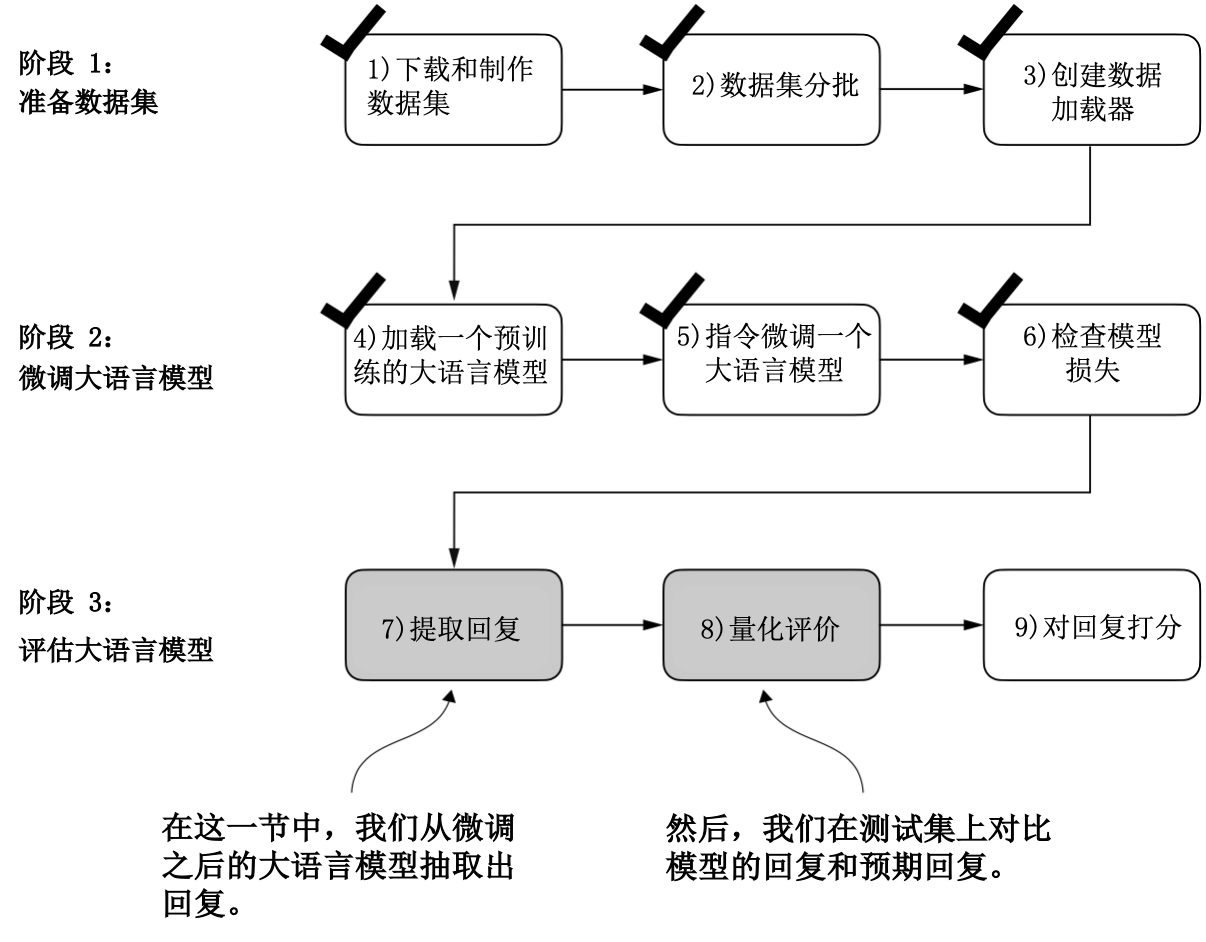 阶段 1：
准备数据集
1)下载和制作
数据集
2)数据集分批
3)创建数据
加载器
阶段 2：
微调大语言模型
4)加载一个预训
练的大语言模型
5)指令微调一个
大语言模型
6)检查模型
损失
阶段 3：
评估大语言模型
7)提取回复
8)量化评价
9)对回复打分
在这一节中，我们从微调
之后的大语言模型抽取出
回复。
然后，我们在测试集上对比
模型的回复和预期回复。